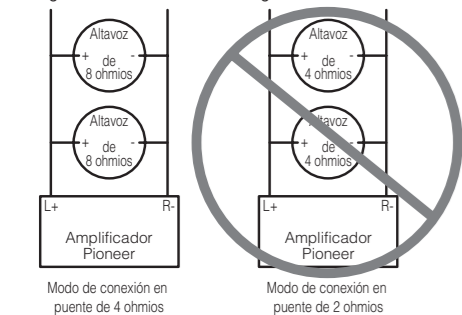 Altavoz
+ de -
8 ohmios
Altavoz
+ de -
8 ohmios
L+ R-
Amplificador
Pioneer
Modo de conexión en
puente de 4 ohmios
Altavoz
+ de -
4 ohmios
Altavoz
+ de -
4 ohmios
L+ R-
Amplificador
Pioneer
Modo de conexión en
puente de 2 ohmios